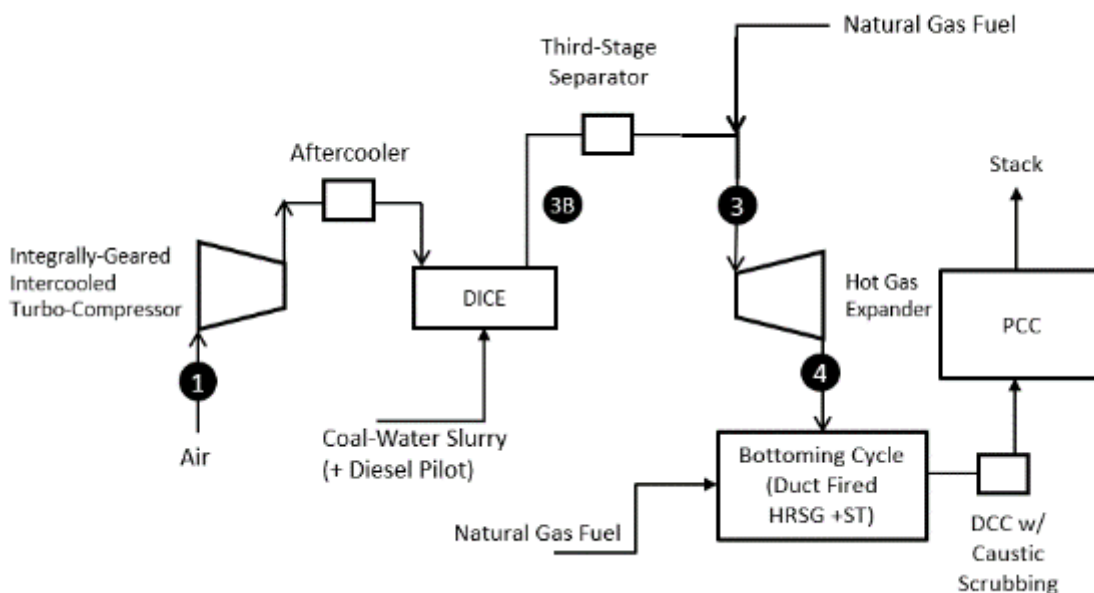 Natural Gas Fuel
Third-Stage
Separator
Aftercooler
Stack
3B
3
Integrally-Geared
Intercooled
Turbo-Compressor
DICE
Hot Gas
Expander
PCC
1
4
Air
Coal-Water Slurry
(+ Diesel Pilot)
Bottoming Cycle
(Duct Fired
HRSG +ST)
Natural Gas Fuel
DCC w/
Caustic
Scrubbing